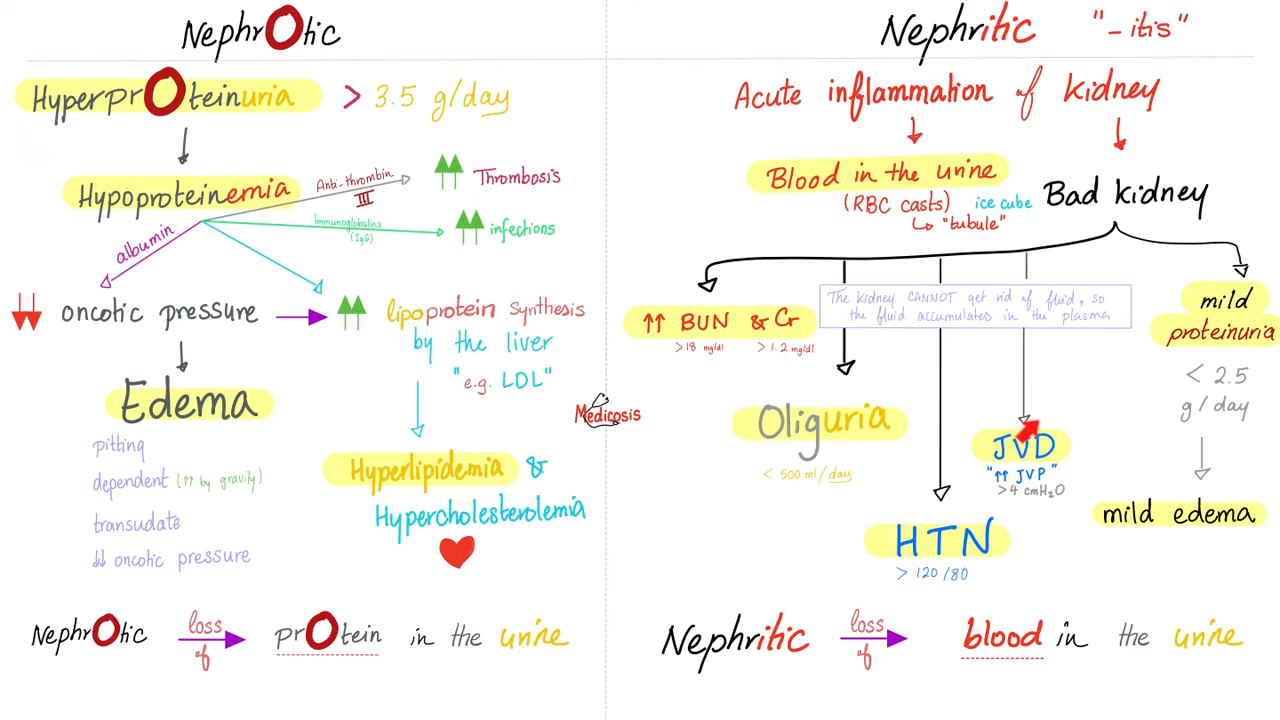 NephrOtic
HyperprOteinuria > 3.5 g/day
Hypoproteinemia
Anti-thrombin
III
↑↑ Thrombosis
Immunoglobulins
(IgG)
↑↑ infections
albumin
↓↓ oncotic pressure
↑↑ lipoprotein synthesis
by the liver
"e.g. LDL"
Edema
pitting
dependent (↑↑ by gravity)
transudate
↓↓ oncotic pressure
Hyperlipidemia &
Hypercholesterolemia
NephrOtic loss of prOtein in the urine
Medicosis
Nephritic "-itis"
Acute inflammation of kidney
Blood in the urine
(RBC casts) ice cube
↳ "tubule"
Bad kidney
↑↑ BUN & Cr
>18 mg/dl >1.2 mg/dl
The kidney CANNOT get rid of fluid, so
the fluid accumulates in the plasma
Oliguria
< 500 ml/day
HTN
> 120/80
JVD
"↑↑ JVP"
>4 cmH₂O
mild
proteinuria
< 2.5
g/day
mild edema
Nephritic loss of blood in the urine